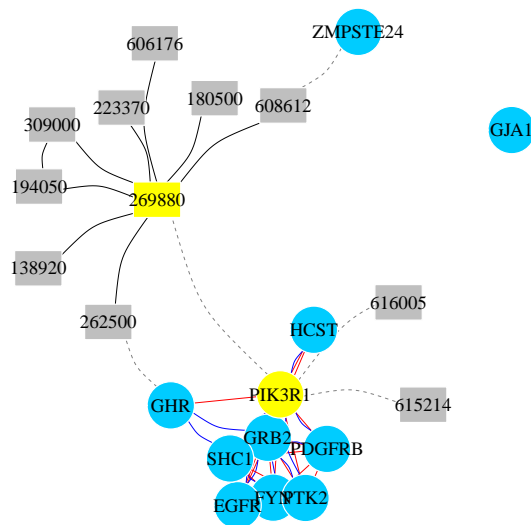 ZMPSTE24
606176
180500
223370
608612
309000
GJA1
194050
269880
138920
616005
262500
HCST
PIK3R1
GHR
615214
GRB2
PDGFRB
SHC1
EGFR
FYN
PTK2